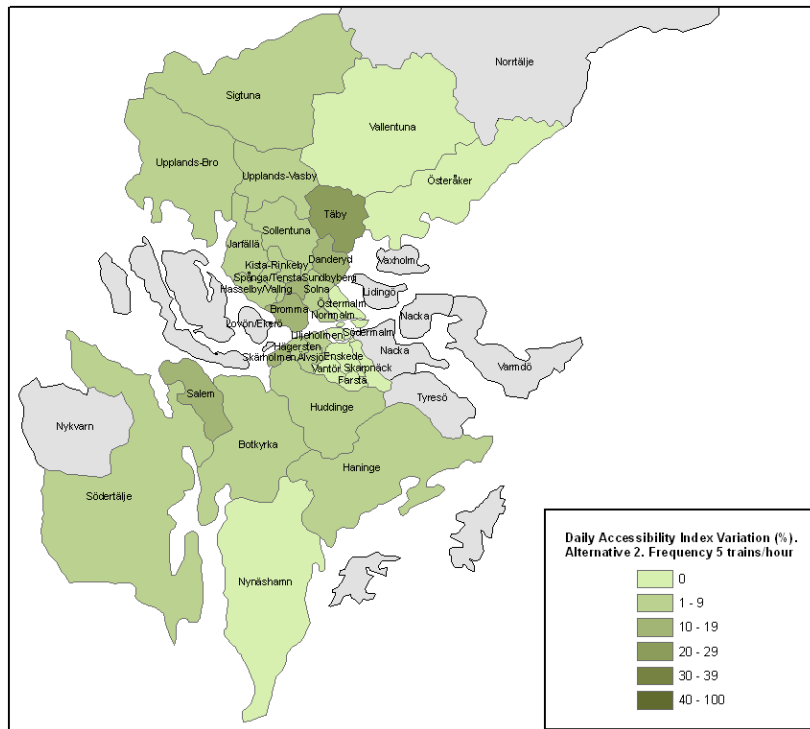 Norrtälje
Sigtuna
Vallentuna
Upplands-Bro
Upplands-Vasby
Österåker
Täby
Sollentuna
Jarfällä
Danderyd
Vaxholm
Kista-Rinkeby
Spånga/Tensta
Sundbyberg
Hasselby/Vallng
Solna
Lidingö
Östermalm
Bromma
Norrmalm
Nacka
Lovön/Ekerö
Södermalm
Liljeholmen
Hägersten
Nacka
Skärholmen
Alvsjö
Enskede
Vantör
Skarpnäck
Farsta
Varmdö
Salem
Huddinge
Tyresö
Nykvarn
Botkyrka
Haninge
Södertälje
Nynäshamn
Daily Accessibility Index Variation (%).
Alternative 2. Frequency 5 trains/hour
0
1 - 9
10 - 19
20 - 29
30 - 39
40 - 100